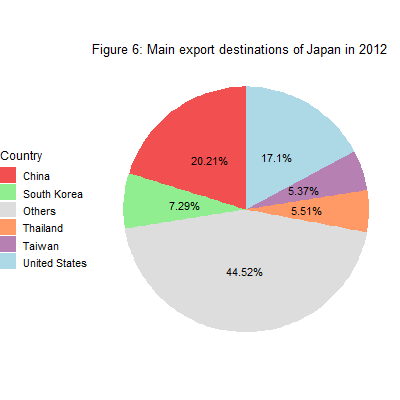 Figure 6: Main export destinations of Japan in 2012
Country
China
South Korea
Others
Thailand
Taiwan
United States
20.21%
17.1%
5.37%
7.29%
5.51%
44.52%